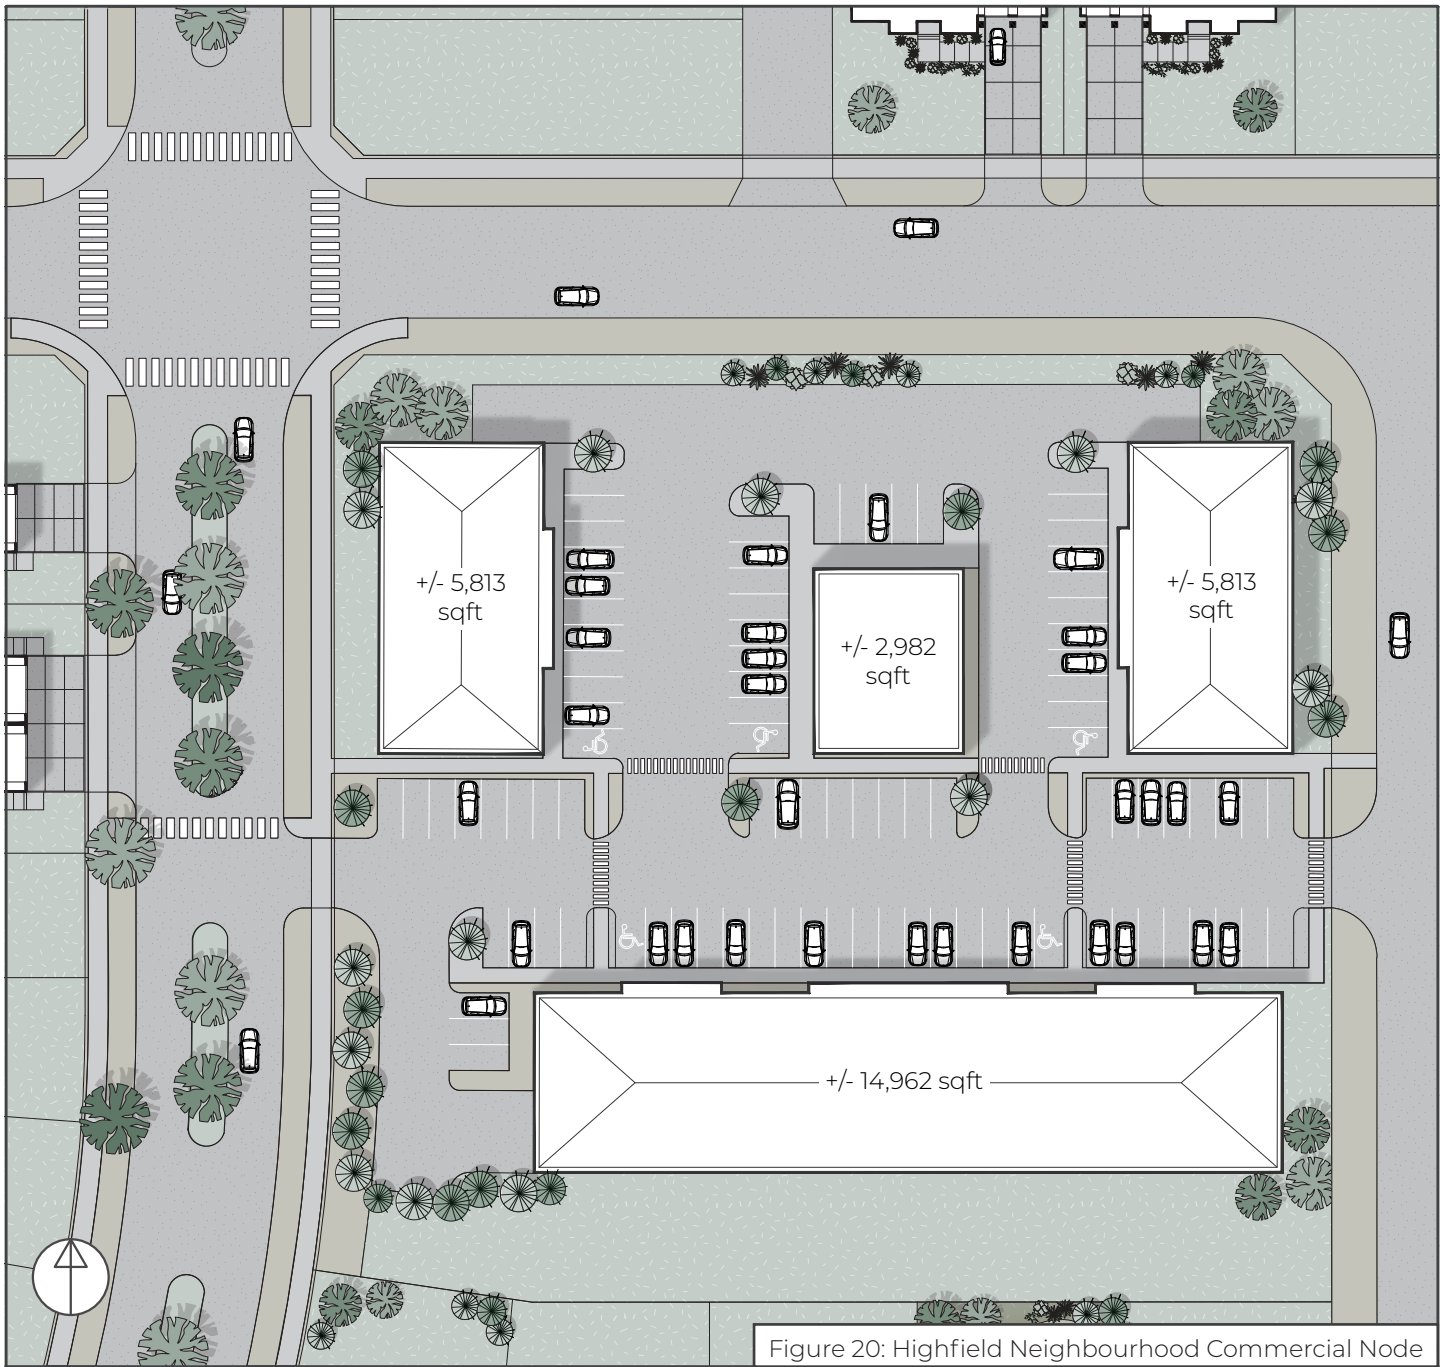 +/- 5,813
sqft
+/- 5,813
sqft
+/- 2,982
sqft
+/- 14,962 sqft
Figure 20: Highfield Neighbourhood Commercial Node